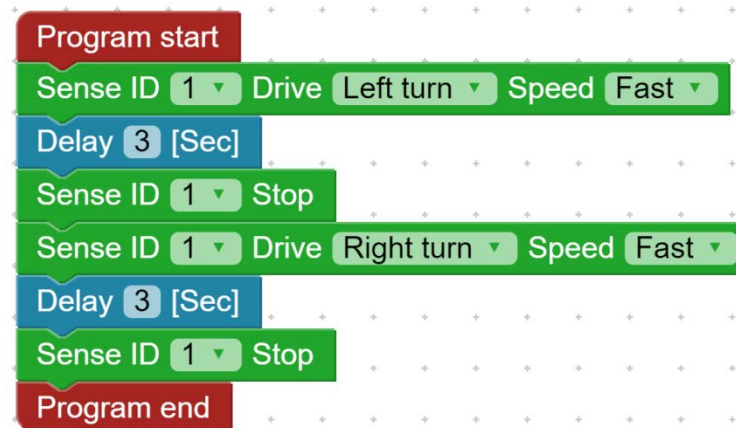 Program start
Sense ID 1 Drive Left turn Speed Fast
Delay 3 [Sec]
Sense ID 1 Stop
Sense ID 1 Drive Right turn Speed Fast
Delay 3 [Sec]
Sense ID 1 Stop
Program end